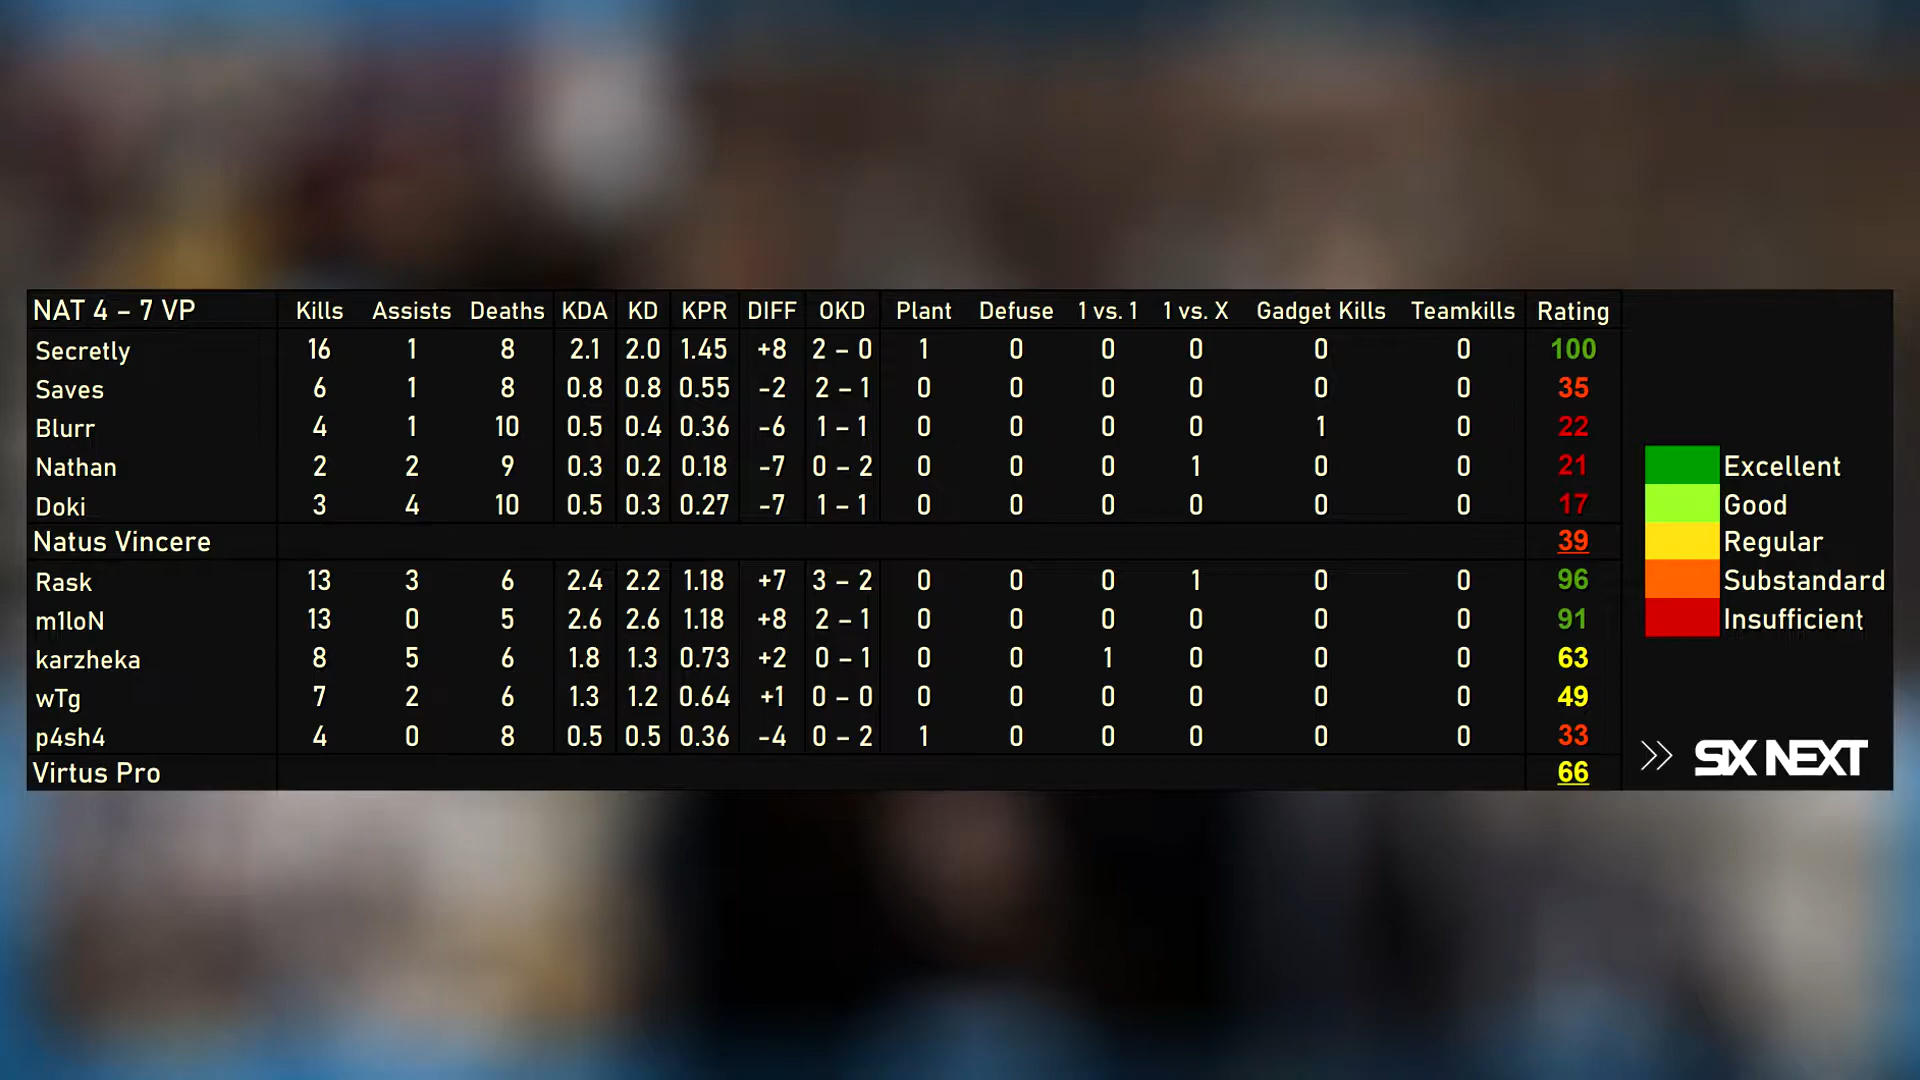 NAT 4 – 7 VP Kills Assists Deaths KDA KD KPR DIFF OKD Plant Defuse 1 vs. 1 1 vs. X Gadget Kills Teamkills Rating
Secretly 16 1 8 2.1 2.0 1.45 +8 2 – 0 1 0 0 0 0 0 100
Saves 6 1 8 0.8 0.8 0.55 -2 2 – 1 0 0 0 0 0 0 35
Blurr 4 1 10 0.5 0.4 0.36 -6 1 – 1 0 0 0 0 1 0 22
Nathan 2 2 9 0.3 0.2 0.18 -7 0 – 2 0 0 0 1 0 0 21
Doki 3 4 10 0.5 0.3 0.27 -7 1 – 1 0 0 0 0 0 0 17
Natus Vincere 39
Rask 13 3 6 2.4 2.2 1.18 +7 3 – 2 0 0 0 1 0 0 96
m1loN 13 0 5 2.6 2.6 1.18 +8 2 – 1 0 0 0 0 0 0 91
karzheka 8 5 6 1.8 1.3 0.73 +2 0 – 1 0 0 1 0 0 0 63
wTg 7 2 6 1.3 1.2 0.64 +1 0 – 0 0 0 0 0 0 0 49
p4sh4 4 0 8 0.5 0.5 0.36 -4 0 – 2 1 0 0 0 0 0 33
Virtus Pro 66
Excellent
Good
Regular
Substandard
Insufficient
SIX NEXT